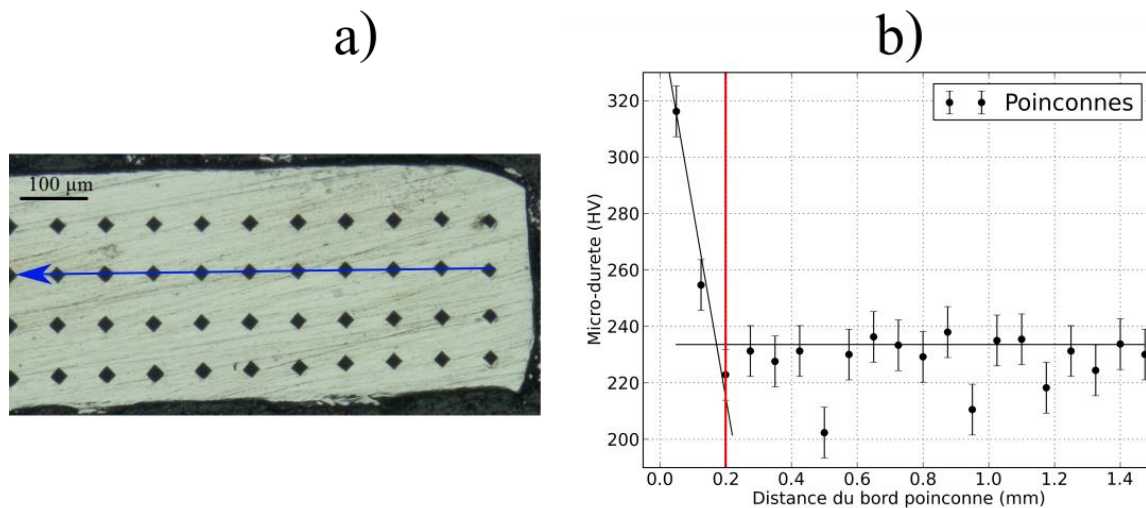 a)
b)
100 µm
Poinconnes
Micro-durete (HV)
320
300
280
260
240
220
200
0.0 0.2 0.4 0.6 0.8 1.0 1.2 1.4
Distance du bord poinconne (mm)